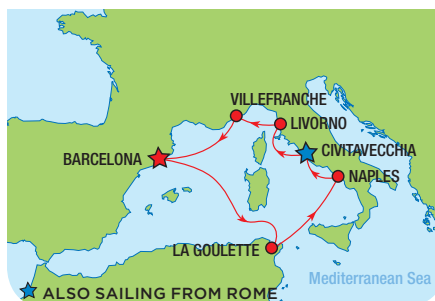 VILLEFRANCHE
LIVORNO
BARCELONA
CIVITAVECCHIA
NAPLES
LA GOULETTE
Mediterranean Sea
ALSO SAILING FROM ROME